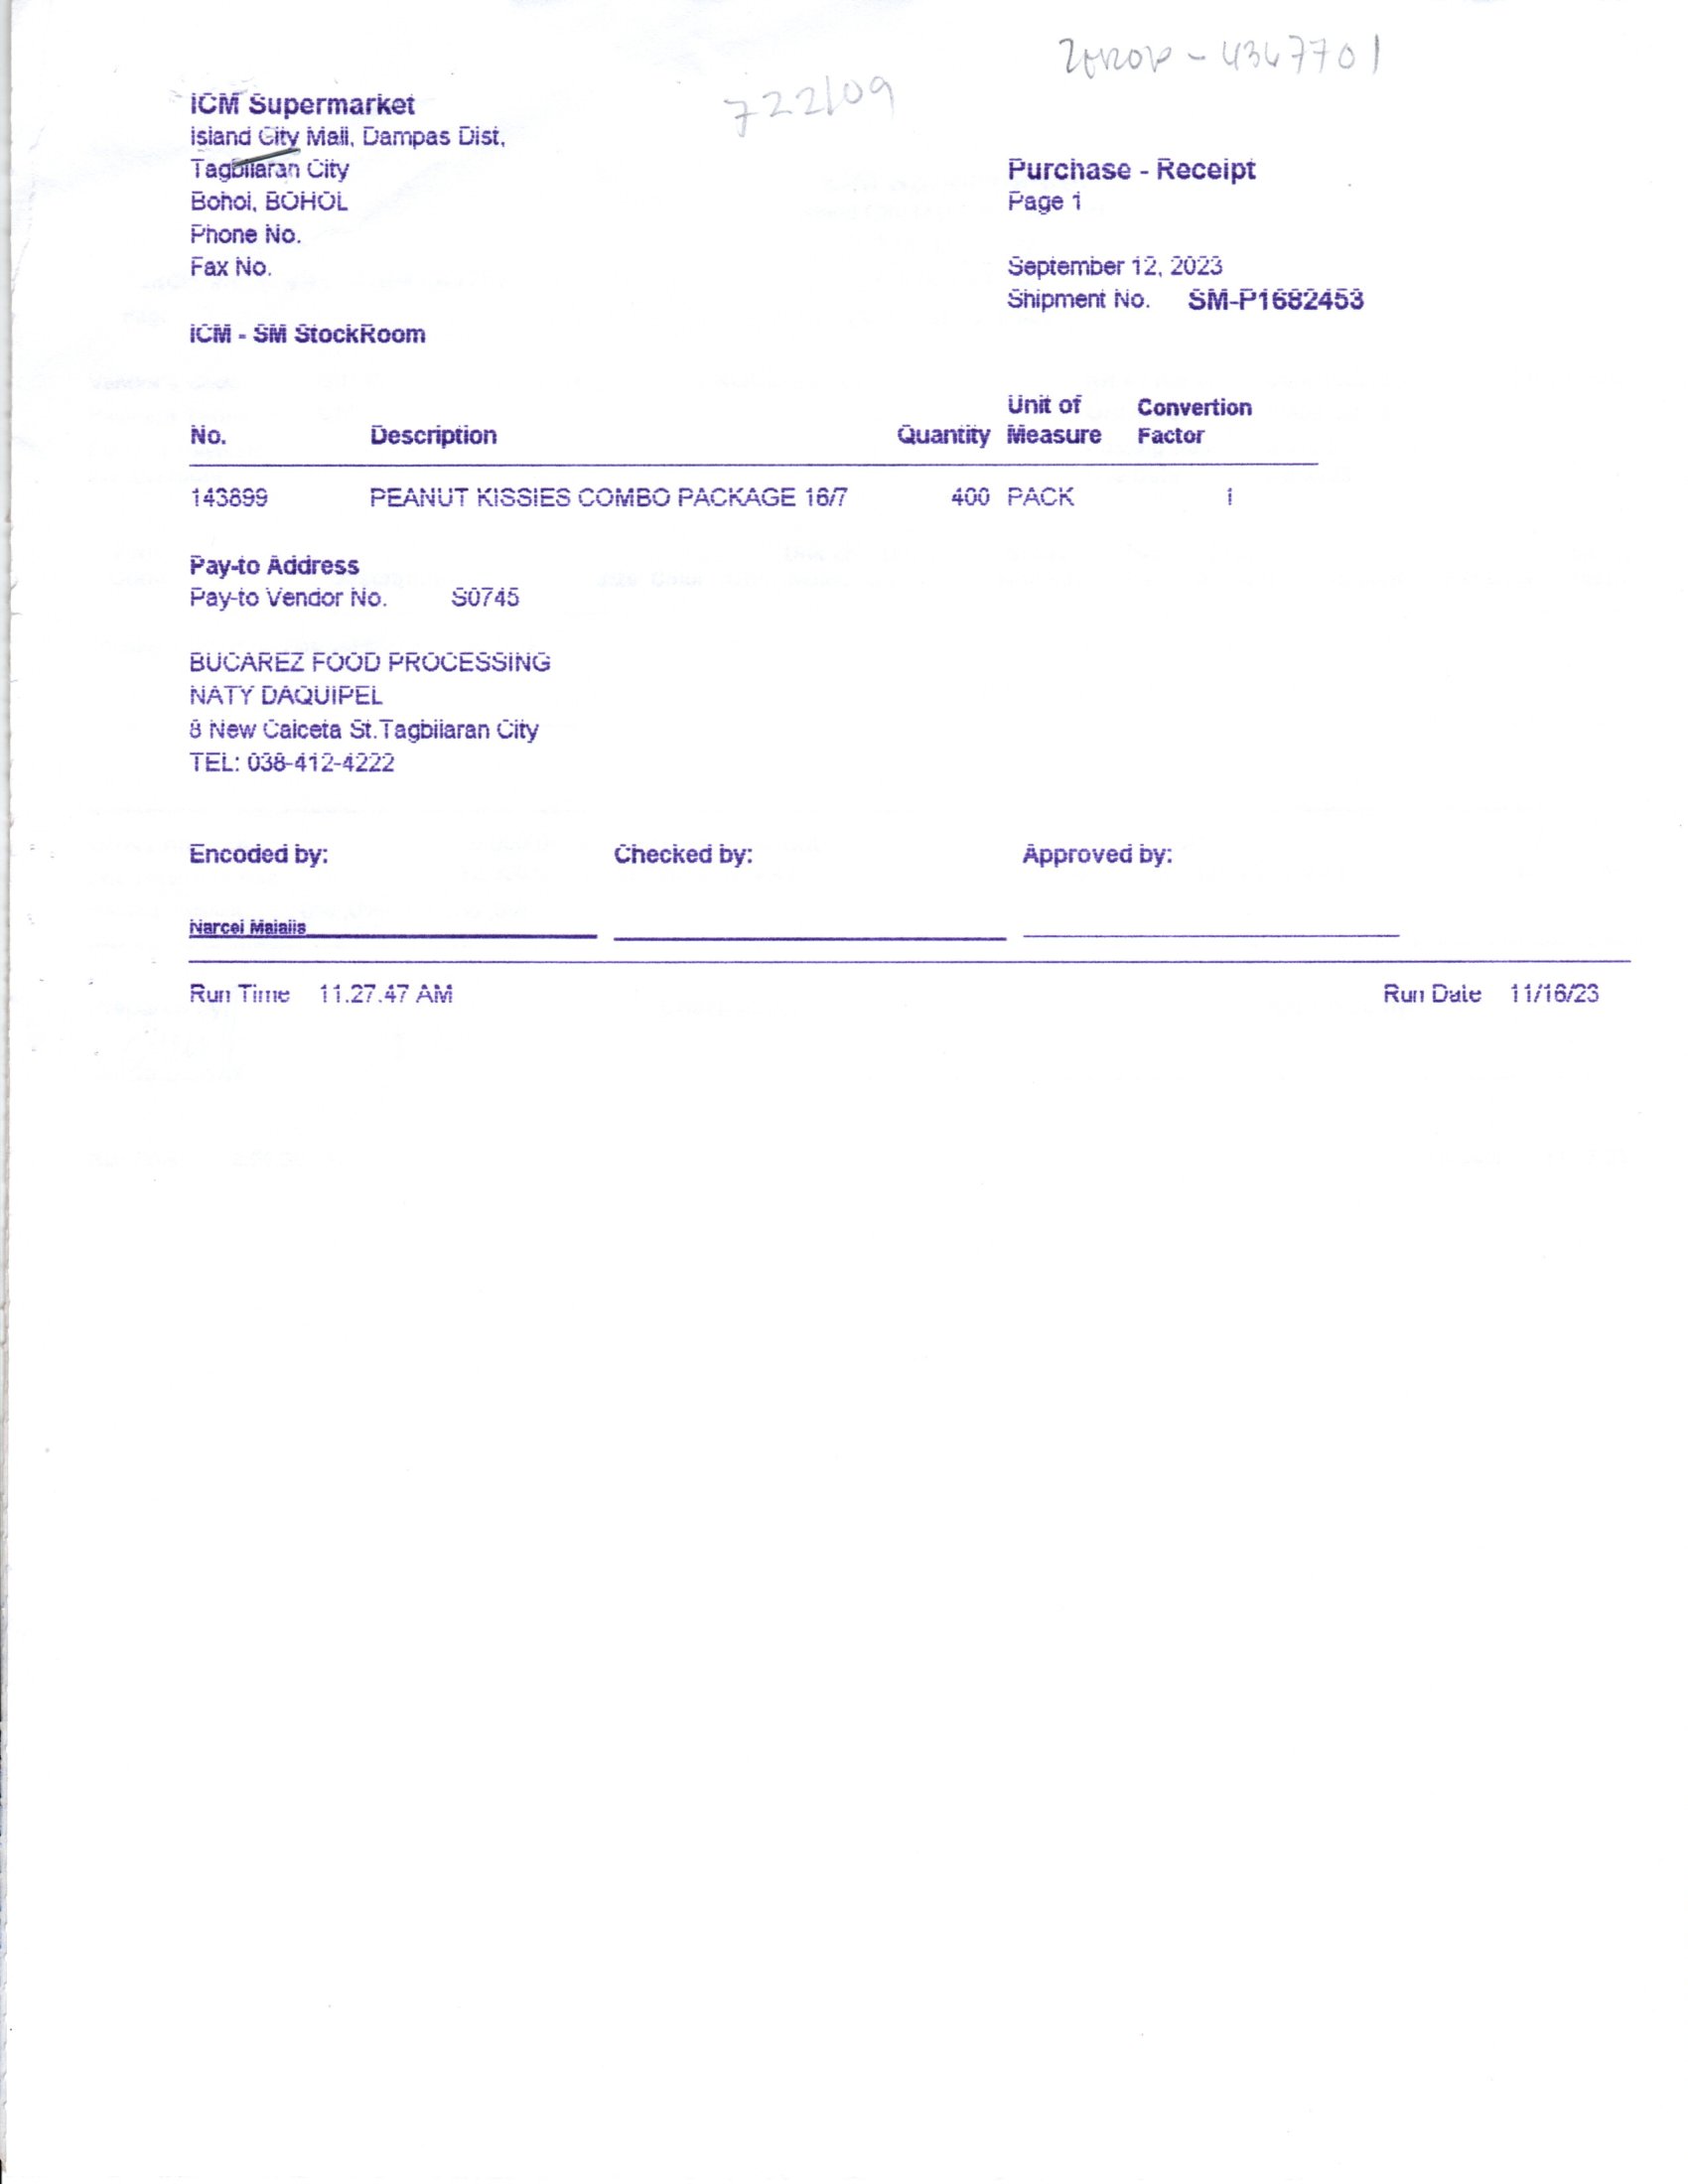 722109
- 4367701
ICM Supermarket
Island City Mall, Dampas Dist,
Tagbilaran City
Bohol, BOHOL
Phone No.
Fax No.
Purchase - Receipt
Page 1
September 12, 2023
Shipment No. SM-P1682453
ICM - SM StockRoom
No. Description Quantity Unit of Measure Convertion Factor
143899 PEANUT KISSIES COMBO PACKAGE 16/7 400 PACK 1
Pay-to Address
Pay-to Vendor No. S0745
BUCAREZ FOOD PROCESSING
NATY DAQUIPEL
8 New Calceta St.Tagbilaran City
TEL: 038-412-4222
Encoded by: Checked by: Approved by:
Narcel Malalis
Run Time 11.27.47 AM Run Date 11/16/23